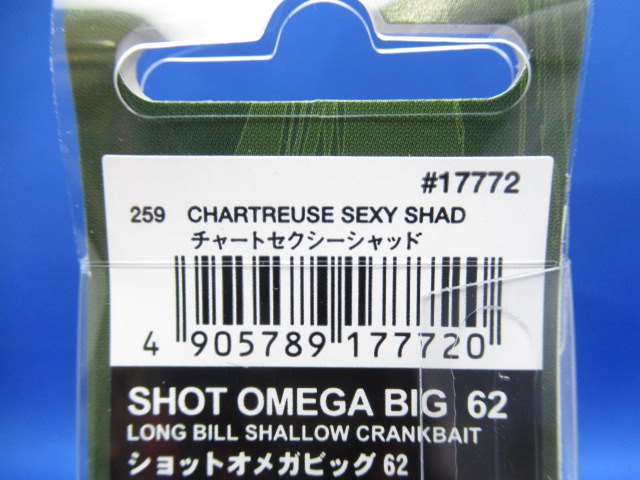 #17772
259 CHARTREUSE SEXY SHAD
チャートセクシーシャッド
4 905789 177720
SHOT OMEGA BIG 62
LONG BILL SHALLOW CRANKBAIT
ショットオメガビッグ 62